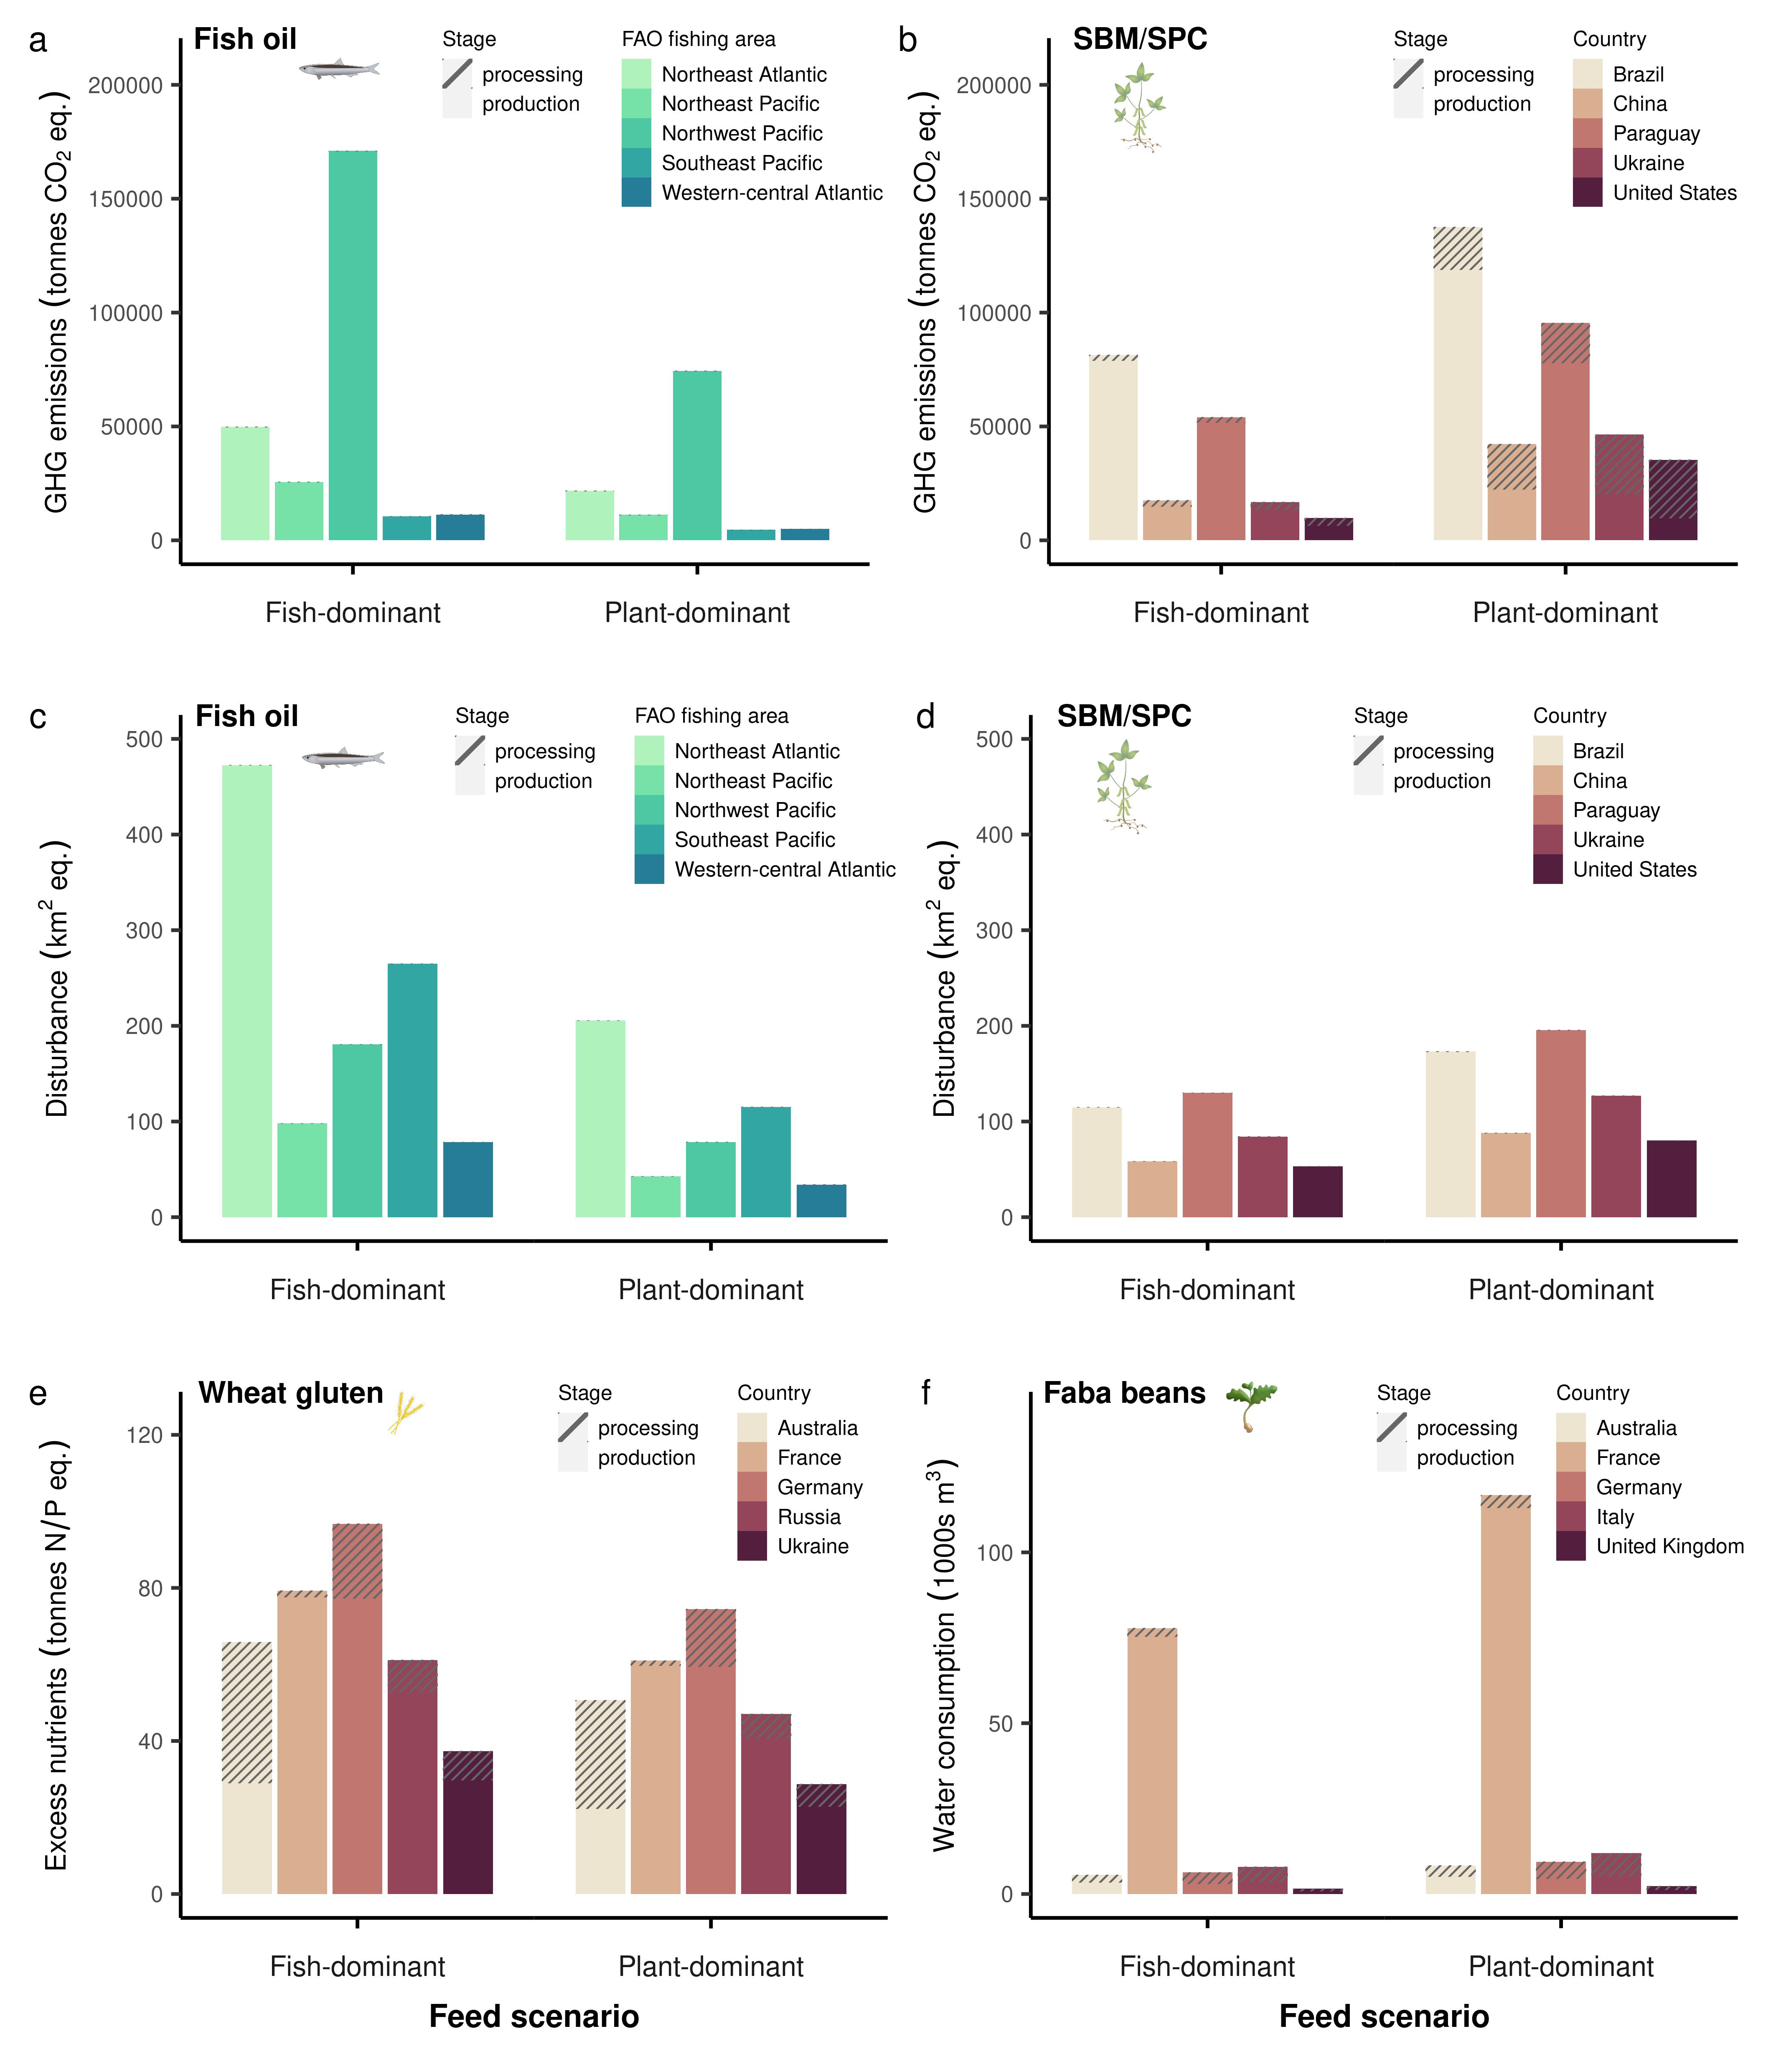 a
Fish oil
Stage
processing
production
FAO fishing area
Northeast Atlantic
Northeast Pacific
Northwest Pacific
Southeast Pacific
Western-central Atlantic
GHG emissions (tonnes CO₂ eq.)
200000
150000
100000
50000
0
Fish-dominant
Plant-dominant
b
SBM/SPC
Stage
processing
production
Country
Brazil
China
Paraguay
Ukraine
United States
GHG emissions (tonnes CO₂ eq.)
200000
150000
100000
50000
0
Fish-dominant
Plant-dominant
c
Fish oil
Stage
processing
production
FAO fishing area
Northeast Atlantic
Northeast Pacific
Northwest Pacific
Southeast Pacific
Western-central Atlantic
Disturbance (km² eq.)
500
400
300
200
100
0
Fish-dominant
Plant-dominant
d
SBM/SPC
Stage
processing
production
Country
Brazil
China
Paraguay
Ukraine
United States
Disturbance (km² eq.)
500
400
300
200
100
0
Fish-dominant
Plant-dominant
e
Wheat gluten
Stage
processing
production
Country
Australia
France
Germany
Russia
Ukraine
Excess nutrients (tonnes N/P eq.)
120
80
40
0
Fish-dominant
Plant-dominant
Feed scenario
f
Faba beans
Stage
processing
production
Country
Australia
France
Germany
Italy
United Kingdom
Water consumption (1000s m³)
100
50
0
Fish-dominant
Plant-dominant
Feed scenario